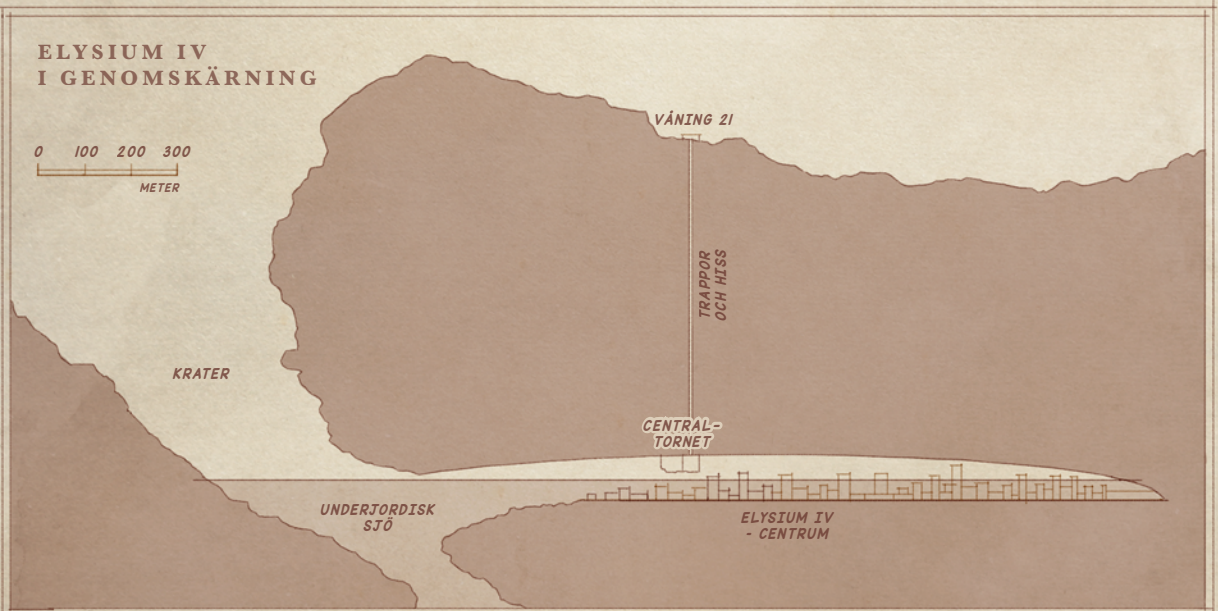 ELYSIUM IV
I GENOMSKÄRNING
0 100 200 300
METER
VÅNING 21
TRAPPOR
OCH HISS
KRATER
CENTRAL-
TORNET
UNDERJORDISK
SJÖ
ELYSIUM IV
- CENTRUM